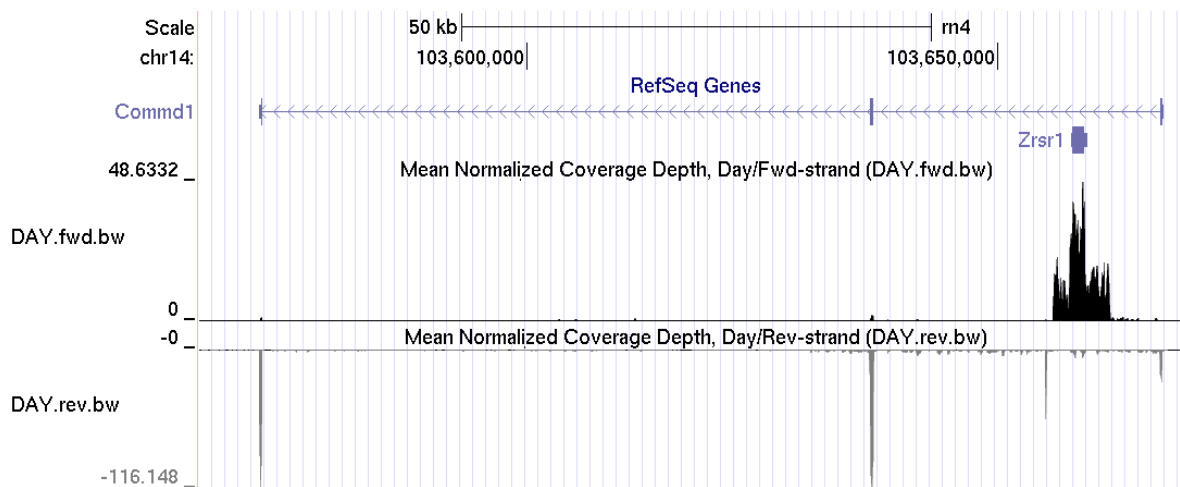 Scale 50 kb rn4
chr14: 103,600,000 103,650,000
RefSeq Genes
Commd1
Zrsr1
48.6332 _ Mean Normalized Coverage Depth, Day/Fwd-strand (DAY.fwd.bw)
DAY.fwd.bw
0 _
-0 _ Mean Normalized Coverage Depth, Day/Rev-strand (DAY.rev.bw)
DAY.rev.bw
-116.148 _